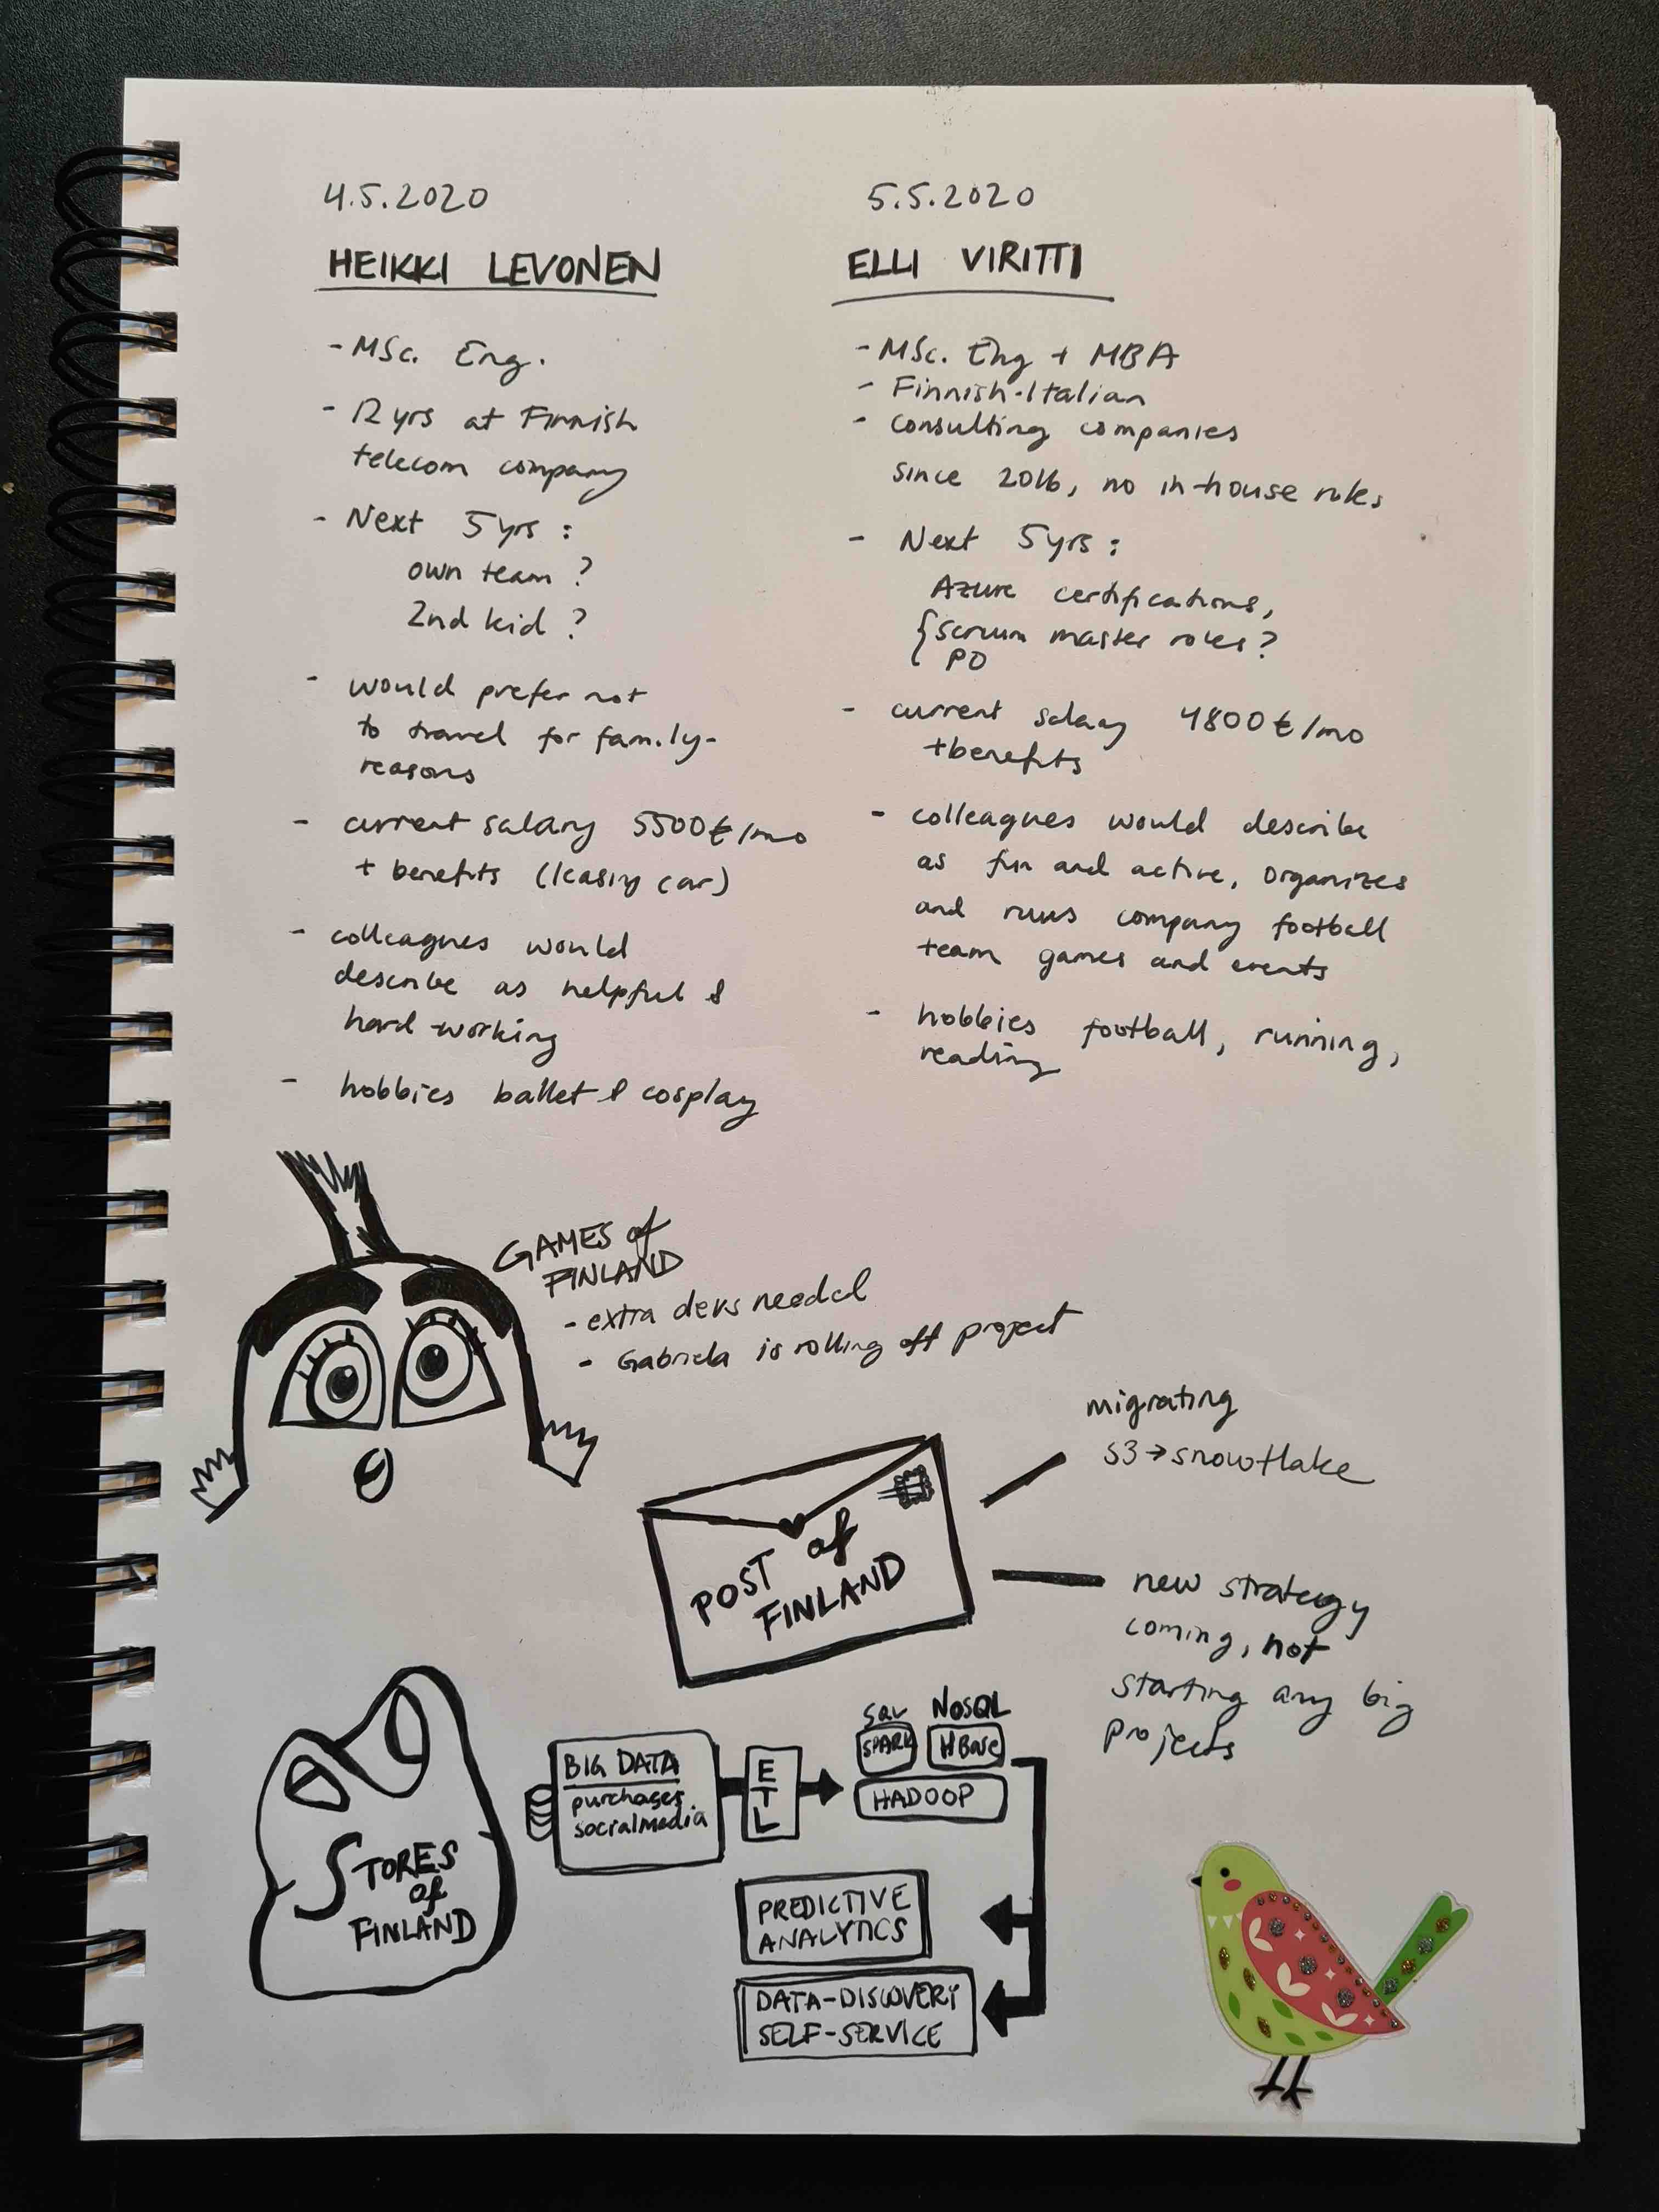 4.5.2020
HEIKKI LEVONEN
- MSc. Eng.
- 12 yrs at Finnish
telecom company
- Next 5 yrs:
own team?
2nd kid?
- would prefer not
to travel for family-
reasons
- current salary 5500€/mo
+ benefits (leasing car)
- colleagues would
describe as helpful &
hard-working
- hobbies ballet & cosplay
5.5.2020
ELLI VIRITTI
- MSc. Eng + MBA
- Finnish-Italian
- consulting companies
since 2016, no in-house roles
- Next 5 yrs:
Azure certifications,
{scrum master roles?
PO
- current salary 4800€/mo
+benefits
- colleagues would describe
as fun and active, organizes
and runs company football
team games and events
- hobbies football, running,
reading
GAMES of
FINLAND
- extra devs needed
- Gabriela is rolling off project
POST of
FINLAND
migrating
S3→snowflake
new strategy
coming, not
starting any big
projects
STORES
of
FINLAND
BIG DATA
purchases
socialmedia
ETL
SQL NoSQL
SPARK HBase
HADOOP
PREDICTIVE
ANALYTICS
DATA-DISCOVERY
SELF-SERVICE